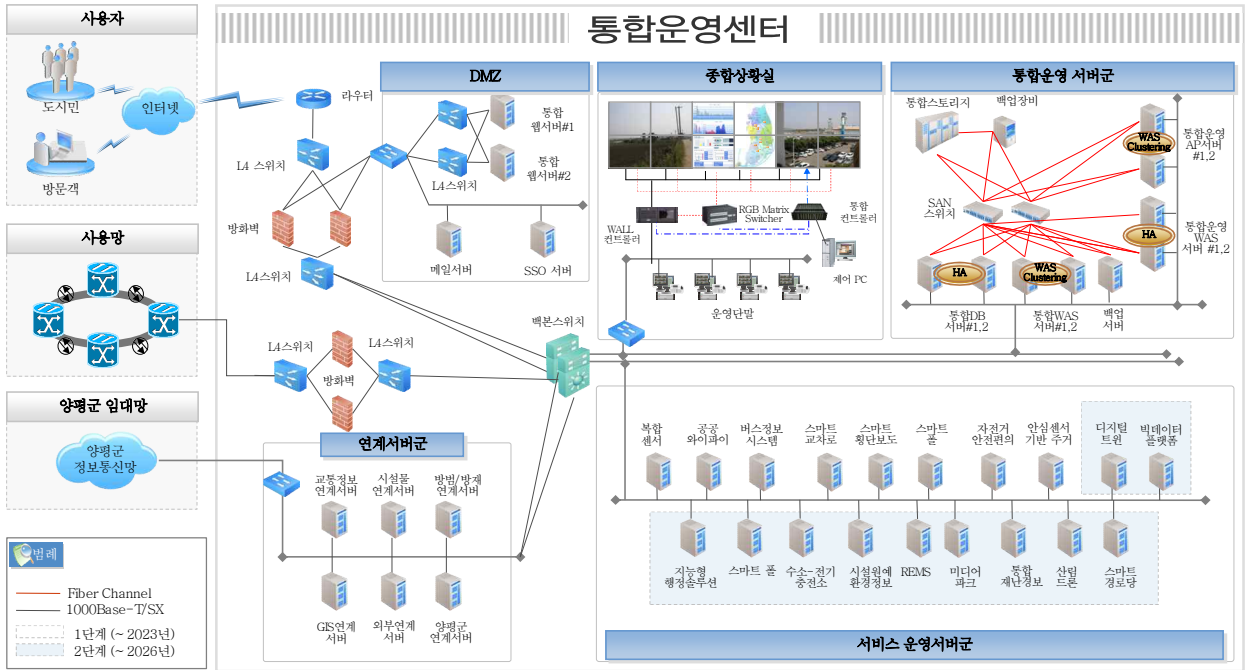 사용자
도시민
인터넷
방문객
사용망
양평군 임대망
양평군
정보통신망
범례
Fiber Channel
1000Base-T/SX
1단계 (~ 2023년)
2단계 (~ 2026년)
통합운영센터
라우터
L4 스위치
방화벽
L4스위치
DMZ
통합
웹서버#1
통합
웹서버#2
L4스위치
메일서버
SSO 서버
종합상황실
WALL
컨트롤러
RGB Matrix
Switcher
통합
컨트롤러
제어 PC
운영단말
통합운영 서버군
통합스토리지
백업장비
WAS
Clustering
통합운영
AP서버
#1,2
SAN
스위치
HA
통합운영
WAS
서버 #1,2
HA
WAS
Clustering
통합DB
서버#1,2
통합WAS
서버#1,2
백업
서버
백본스위치
L4스위치
방화벽
L4스위치
연계서버군
교통정보
연계서버
시설물
연계서버
방범/방재
연계서버
GIS연계
서버
외부연계
서버
양평군
연계서버
복합
센서
공공
와이파이
버스정보
시스템
스마트
교차로
스마트
횡단보도
스마트
폴
자전거
안전편의
안심센서
기반 주거
디지털
트윈
빅데이터
플랫폼
지능형
행정솔루션
스마트 폴
수소-전기
충전소
시설원예
환경정보
REMS
미디어
파크
통합
재난경보
산림
드론
스마트
경로당
서비스 운영서버군